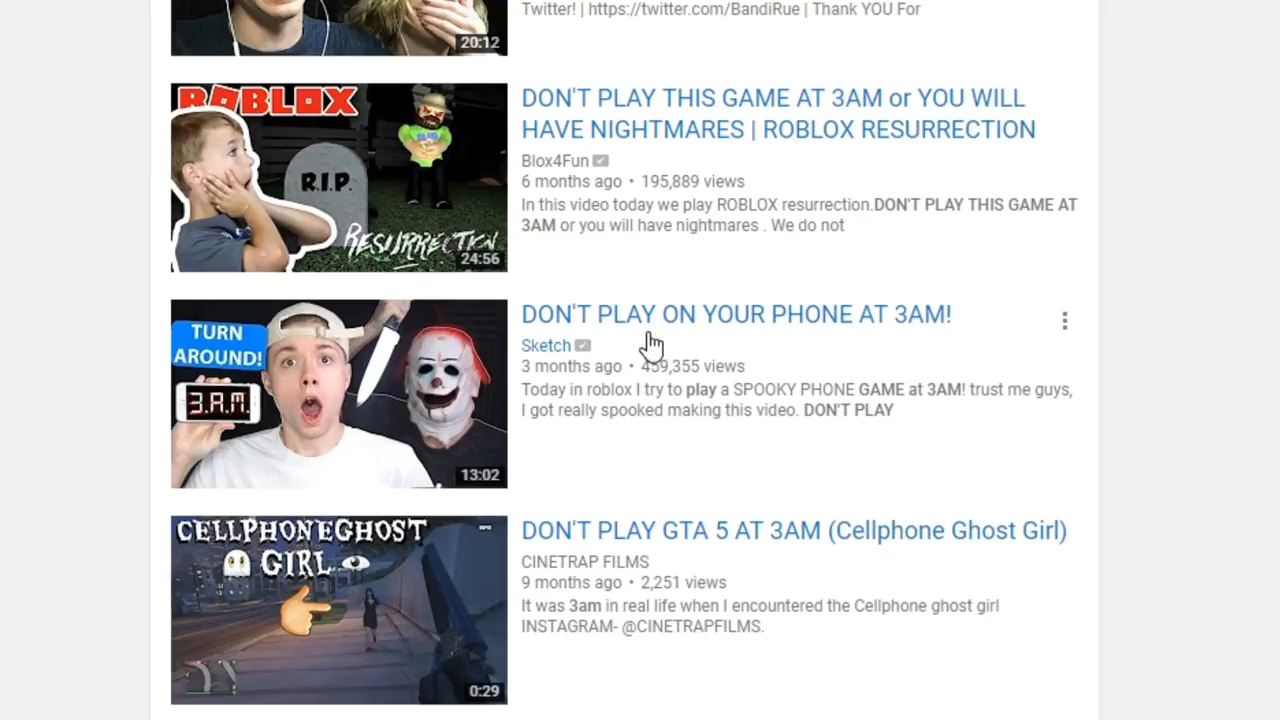 Twitter! | https://twitter.com/BandiRue | Thank YOU For
20:12
ROBLOX
R.I.P.
RESURRECTION
24:56
DON'T PLAY THIS GAME AT 3AM or YOU WILL
HAVE NIGHTMARES | ROBLOX RESURRECTION
Blox4Fun
6 months ago • 195,889 views
In this video today we play ROBLOX resurrection.DON'T PLAY THIS GAME AT
3AM or you will have nightmares . We do not
TURN
AROUND!
3.A.M.
13:02
DON'T PLAY ON YOUR PHONE AT 3AM!
Sketch
3 months ago • 459,355 views
Today in roblox I try to play a SPOOKY PHONE GAME at 3AM! trust me guys,
I got really spooked making this video. DON'T PLAY
CELLPHONEGHOST
GIRL
0:29
DON'T PLAY GTA 5 AT 3AM (Cellphone Ghost Girl)
CINETRAP FILMS
9 months ago • 2,251 views
It was 3am in real life when I encountered the Cellphone ghost girl
INSTAGRAM- @CINETRAPFILMS.